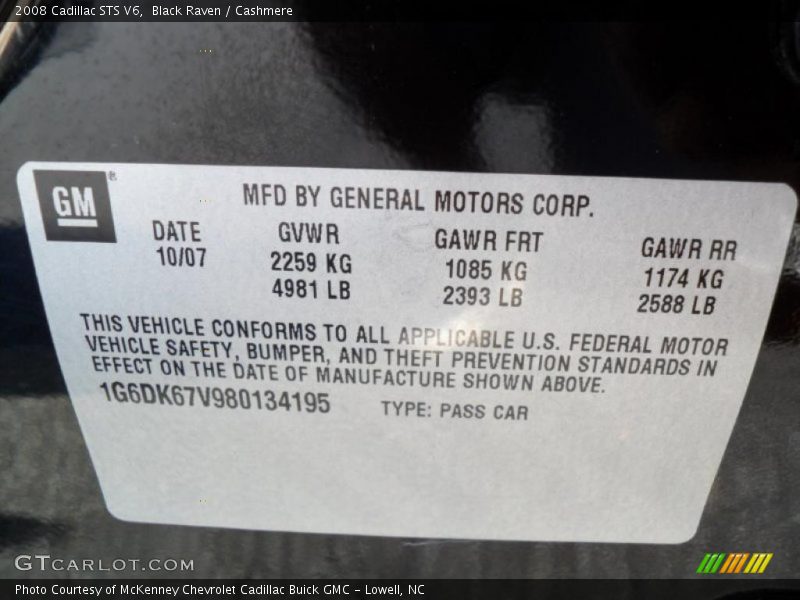 2008 Cadillac STS V6,  Black Raven / Cashmere
GM ®
MFD BY GENERAL MOTORS CORP.
DATE GVWR GAWR FRT GAWR RR
10/07 2259 KG 1085 KG 1174 KG
4981 LB 2393 LB 2588 LB
THIS VEHICLE CONFORMS TO ALL APPLICABLE U.S. FEDERAL MOTOR
VEHICLE SAFETY, BUMPER, AND THEFT PREVENTION STANDARDS IN
EFFECT ON THE DATE OF MANUFACTURE SHOWN ABOVE.
1G6DK67V980134195 TYPE: PASS CAR
GTCARLOT.COM
Photo Courtesy of McKenney Chevrolet Cadillac Buick GMC – Lowell, NC